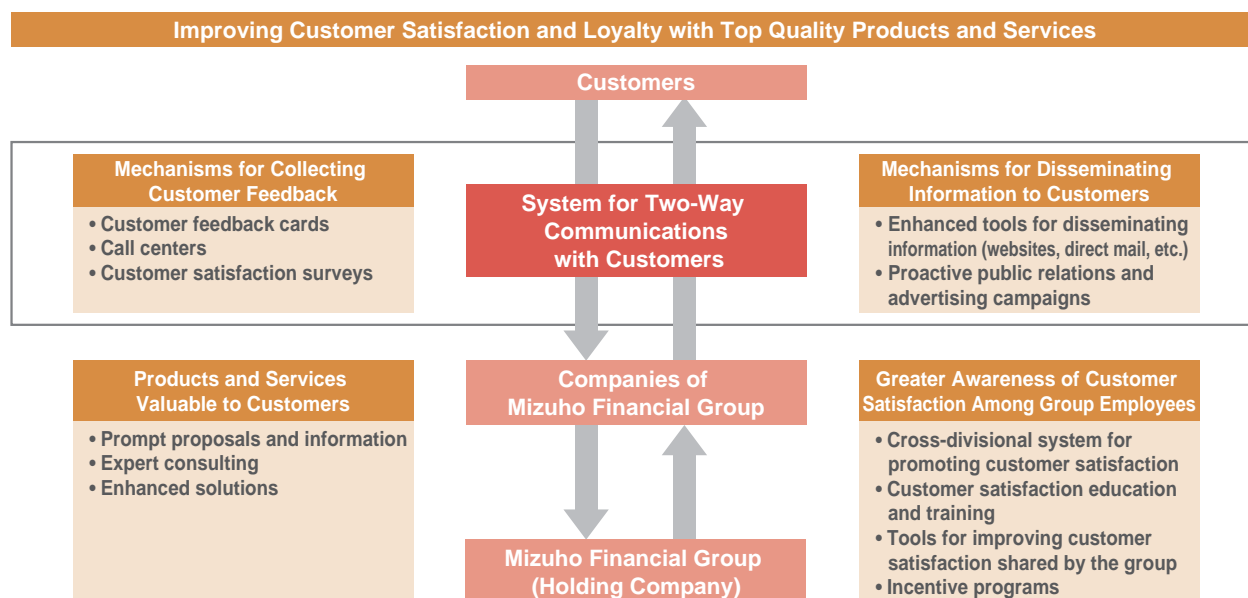 Improving Customer Satisfaction and Loyalty with Top Quality Products and Services
Customers
Mechanisms for Collecting
Customer Feedback
• Customer feedback cards
• Call centers
• Customer satisfaction surveys
System for Two-Way
Communications
with Customers
Mechanisms for Disseminating
Information to Customers
• Enhanced tools for disseminating
information (websites, direct mail, etc.)
• Proactive public relations and
advertising campaigns
Products and Services
Valuable to Customers
• Prompt proposals and information
• Expert consulting
• Enhanced solutions
Companies of
Mizuho Financial Group
Greater Awareness of Customer
Satisfaction Among Group Employees
• Cross-divisional system for
promoting customer satisfaction
• Customer satisfaction education
and training
• Tools for improving customer
satisfaction shared by the group
• Incentive programs
Mizuho Financial Group
(Holding Company)